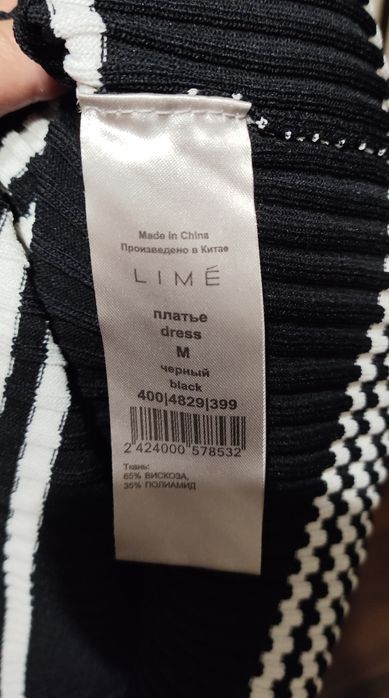 Made in China
Произведено в Китае
LIMÉ
платье
dress
M
черный
black
400|4829|399
2 424000 578532
Ткань:
65% ВИСКОЗА,
35% ПОЛИАМИД